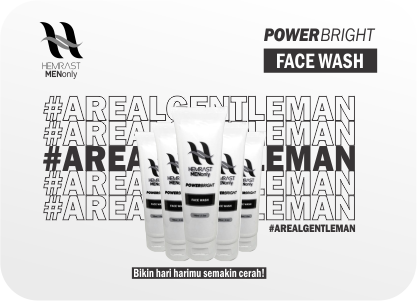 HEMRAST
MENonly
POWERBRIGHT
FACE WASH
#AREALGENTLEMAN
#AREALGENTLEMAN
#AREALGENTLEMAN
#AREALGENTLEMAN
#AREALGENTLEMAN
HEMRAST
MENonly
POWERBRIGHT
FACE WASH
#AREALGENTLEMAN
Bikin hari harimu semakin cerah!